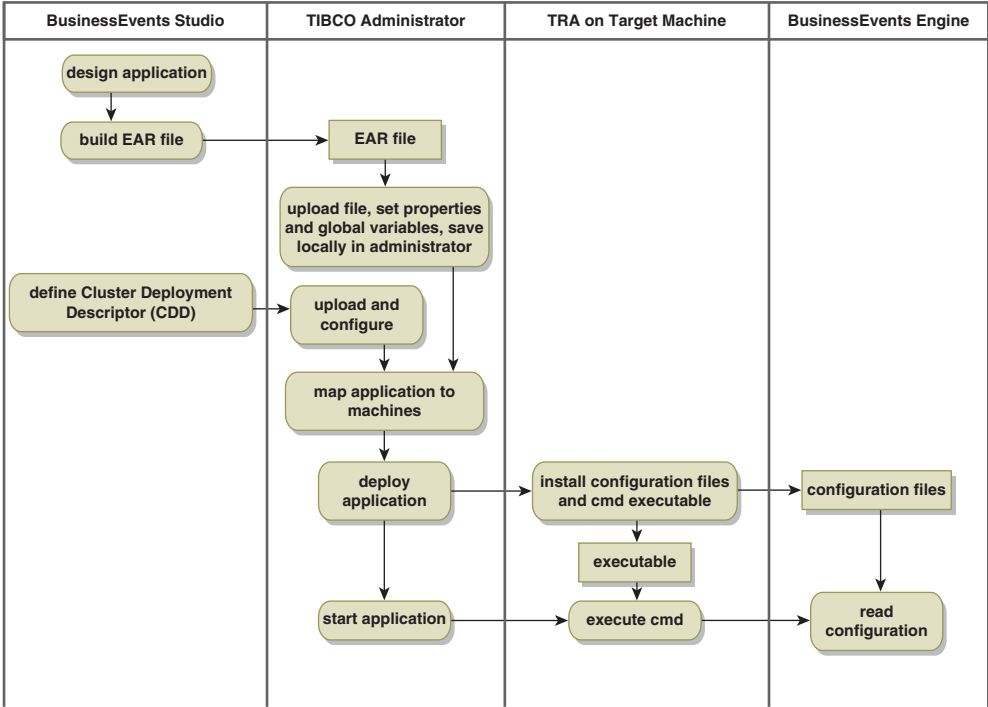 BusinessEvents Studio
TIBCO Administrator
TRA on Target Machine
BusinessEvents Engine
design application
build EAR file
EAR file
upload file, set properties
and global variables, save
locally in administrator
define Cluster Deployment
Descriptor (CDD)
upload and
configure
map application to
machines
deploy
application
install configuration files
and cmd executable
configuration files
executable
start application
execute cmd
read
configuration